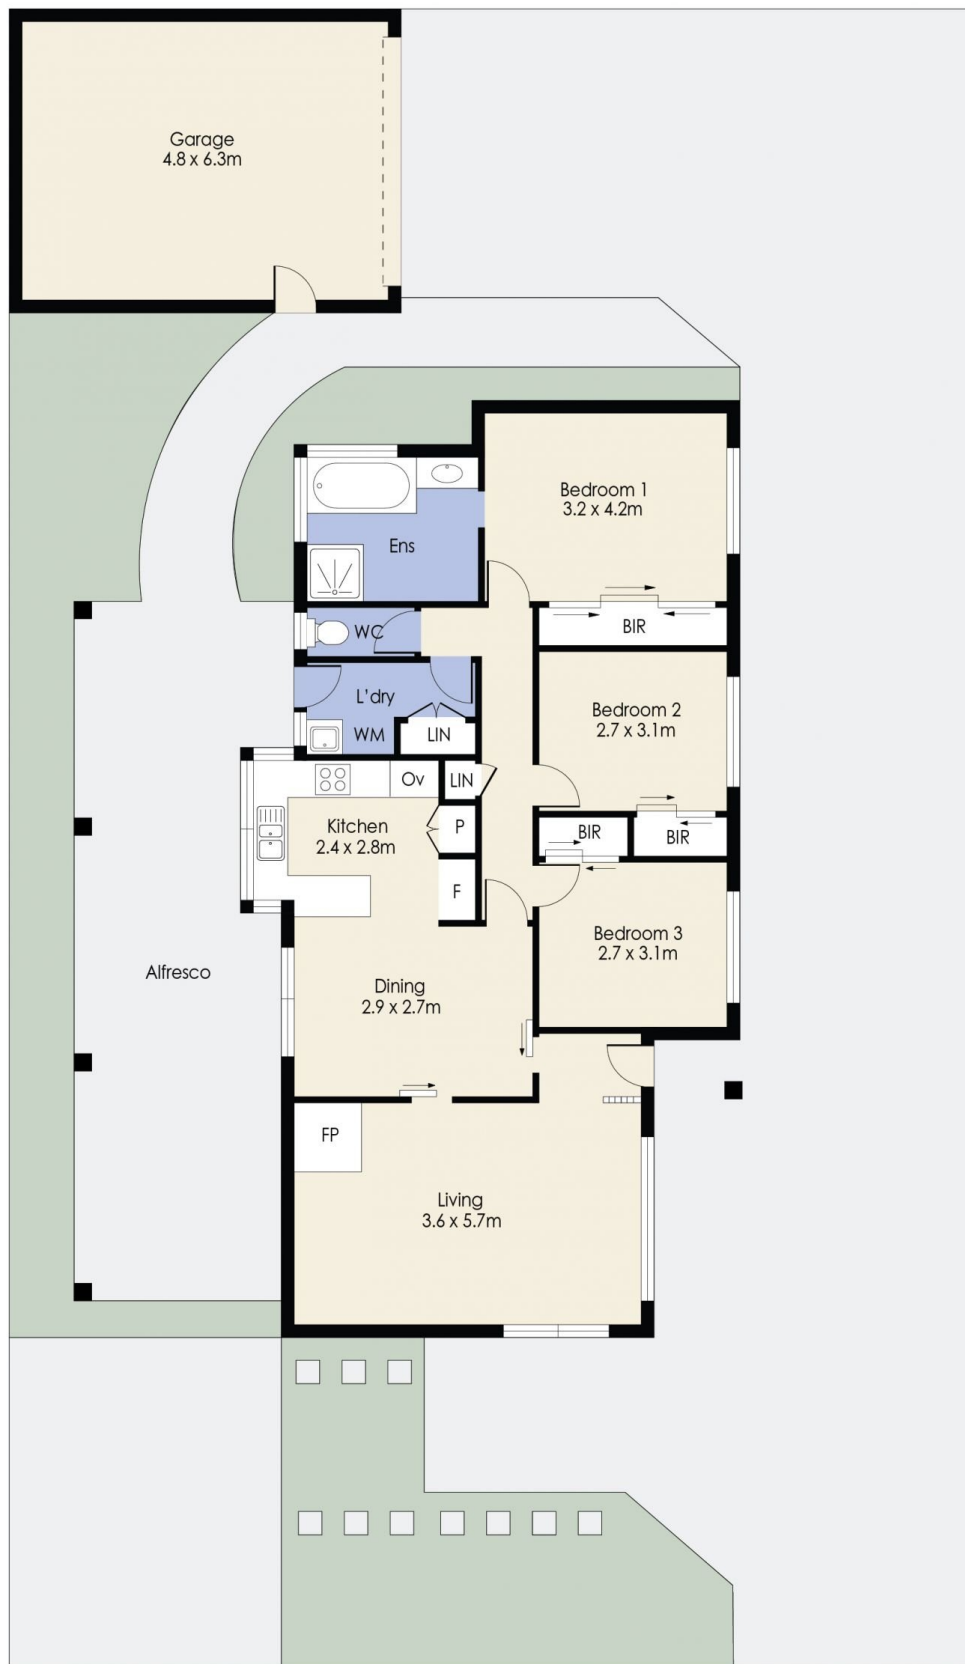 Garage
4.8 x 6.3m
Bedroom 1
3.2 x 4.2m
Ens
BIR
WC
L'dry
WM
LIN
Bedroom 2
2.7 x 3.1m
Ov
LIN
Kitchen
2.4 x 2.8m
P
BIR
BIR
F
Bedroom 3
2.7 x 3.1m
Alfresco
Dining
2.9 x 2.7m
FP
Living
3.6 x 5.7m